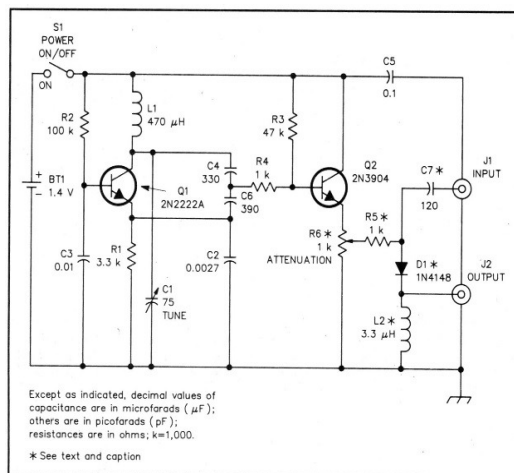 S1
POWER
ON/OFF
ON
R2
100 k
L1
470 μH
R3
47 k
C5
0.1
C4
330
R4
1 k
C6
390
Q2
2N3904
C7*
120
J1
INPUT
BT1
1.4 V
+
−
Q1
2N2222A
R6*
1 k
ATTENUATION
R5*
1 k
C3
0.01
R1
3.3 k
C1
75
TUNE
C2
0.0027
D1*
1N4148
J2
OUTPUT
L2*
3.3 μH
Except as indicated, decimal values of
capacitance are in microfarads ( μF);
others are in picofarads (pF);
resistances are in ohms; k=1,000.
* See text and caption